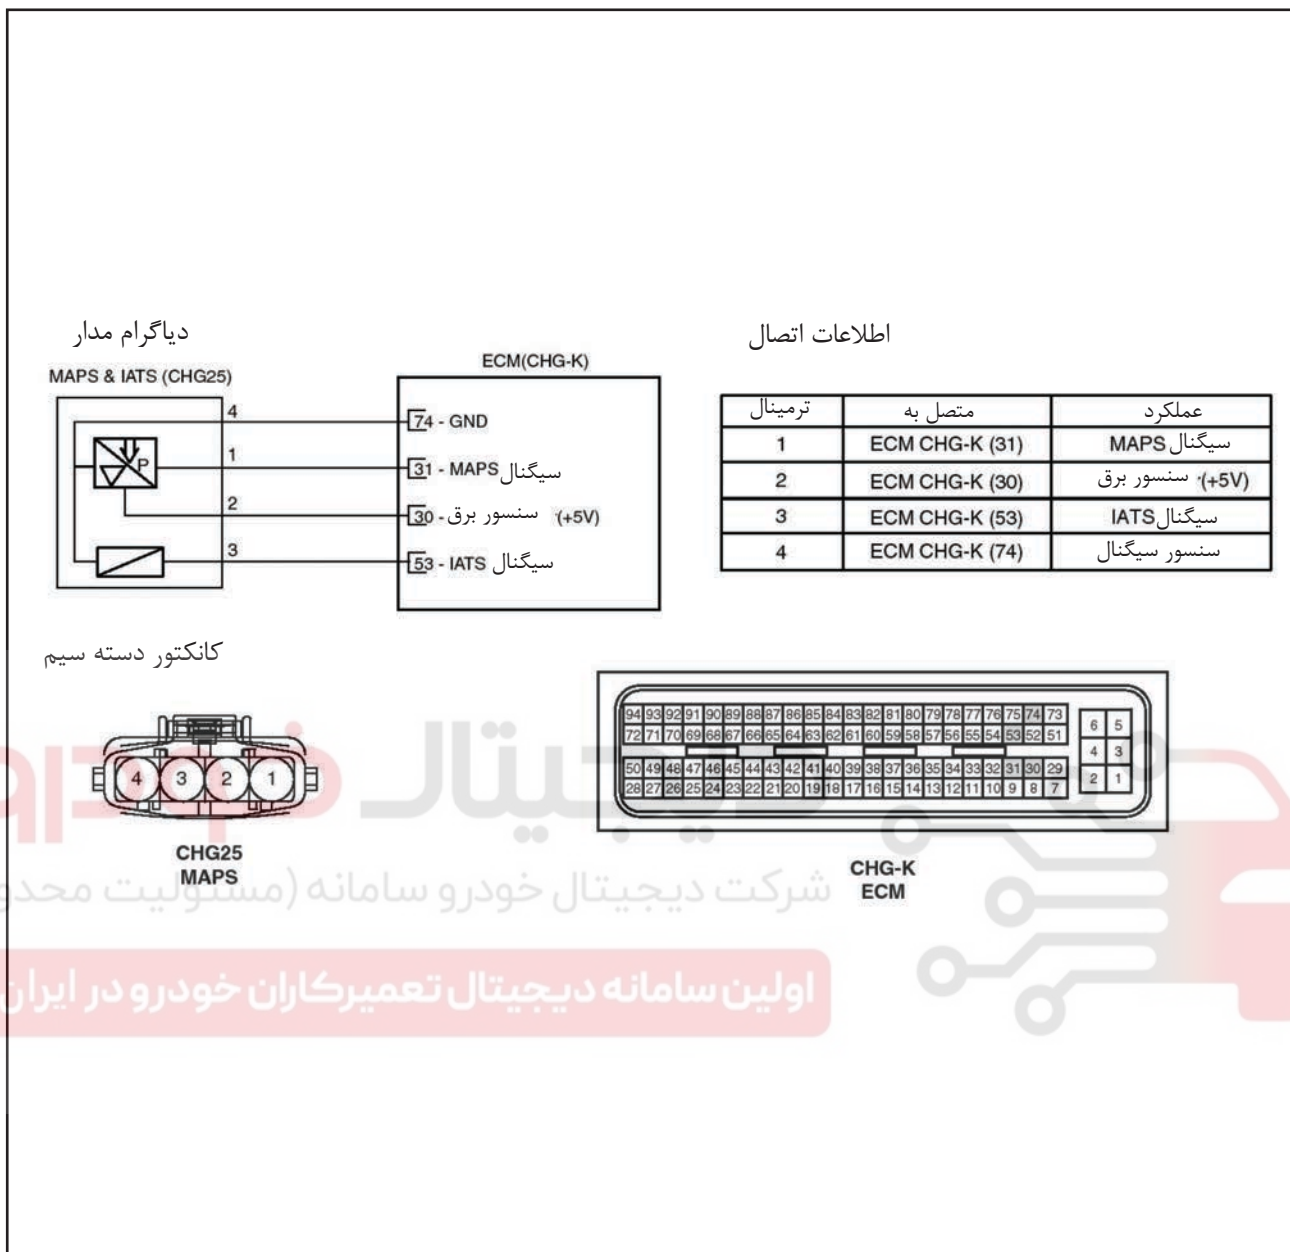 دیاگرام مدار
MAPS & IATS (CHG25)
ECM(CHG-K)
4
1
2
3
P
74 - GND
31 - MAPS سیگنال
30 - سنسور برق (+5V)
53 - IATS سیگنال
اطلاعات اتصال
ترمینال متصل به عملکرد
1 ECM CHG-K (31) سیگنال MAPS
2 ECM CHG-K (30) سنسور برق (+5V)
3 ECM CHG-K (53) سیگنال IATS
4 ECM CHG-K (74) سنسور سیگنال
کانکتور دسته سیم
4 3 2 1
CHG25
MAPS
94 93 92 91 90 89 88 87 86 85 84 83 82 81 80 79 78 77 76 75 74 73
72 71 70 69 68 67 66 65 64 63 62 61 60 59 58 57 56 55 54 53 52 51
50 49 48 47 46 45 44 43 42 41 40 39 38 37 36 35 34 33 32 31 30 29
28 27 26 25 24 23 22 21 20 19 18 17 16 15 14 13 12 11 10 9 8 7
6 5
4 3
2 1
CHG-K
ECM
دیجیتال خودرو
شرکت دیجیتال خودرو سامانه (مسئولیت
اولین سامانه دیجیتال تعمیرکاران خودرو در ایران